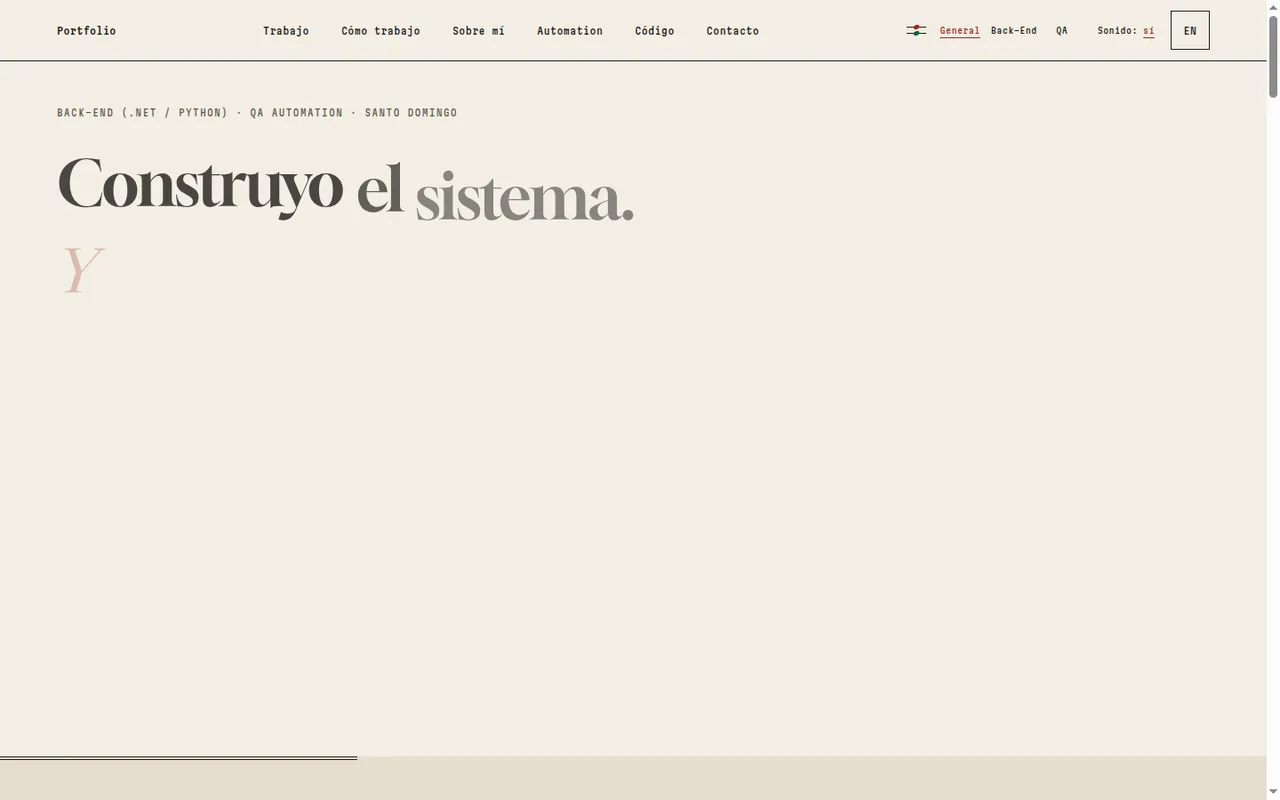 Portfolio Trabajo Cómo trabajo Sobre mí Automation Código Contacto General Back-End QA Sonido: sí EN
BACK-END (.NET / PYTHON) · QA AUTOMATION · SANTO DOMINGO
Construyo el sistema.
Y